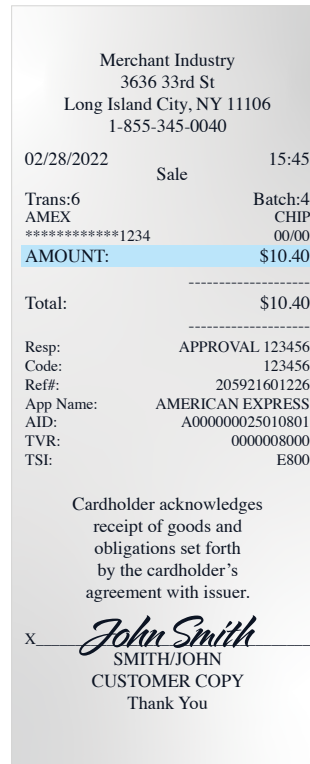 Merchant Industry
3636 33rd St
Long Island City, NY 11106
1-855-345-0040
02/28/2022 15:45
Sale
Trans:6 Batch:4
AMEX CHIP
************1234 00/00
AMOUNT: $10.40
--------------------
Total: $10.40
--------------------
Resp: APPROVAL 123456
Code: 123456
Ref#: 205921601226
App Name: AMERICAN EXPRESS
AID: A000000025010801
TVR: 0000008000
TSI: E800
Cardholder acknowledges
receipt of goods and
obligations set forth
by the cardholder’s
agreement with issuer.
X John Smith
SMITH/JOHN
CUSTOMER COPY
Thank You